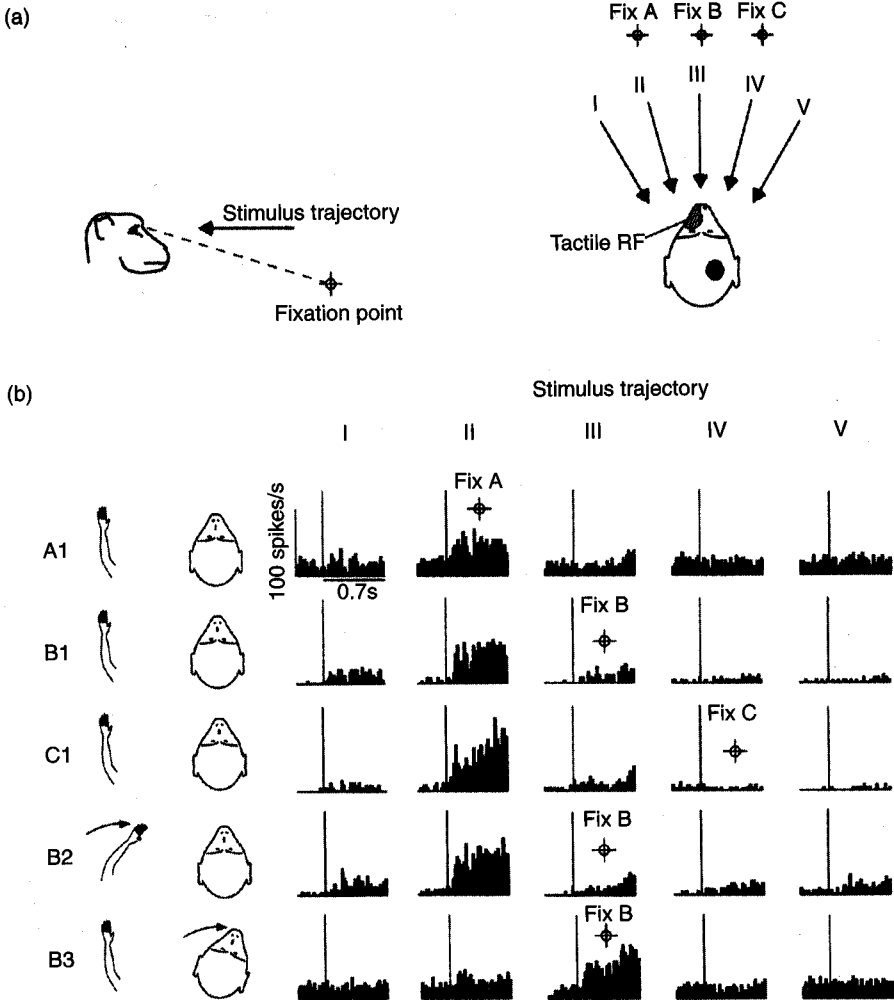 (a)
Fix A Fix B Fix C
I II III IV V
Stimulus trajectory
Tactile RF
Fixation point
(b)
Stimulus trajectory
I II III IV V
100 spikes/s
Fix A
A1
0.7s
Fix B
B1
Fix C
C1
Fix B
B2
Fix B
B3